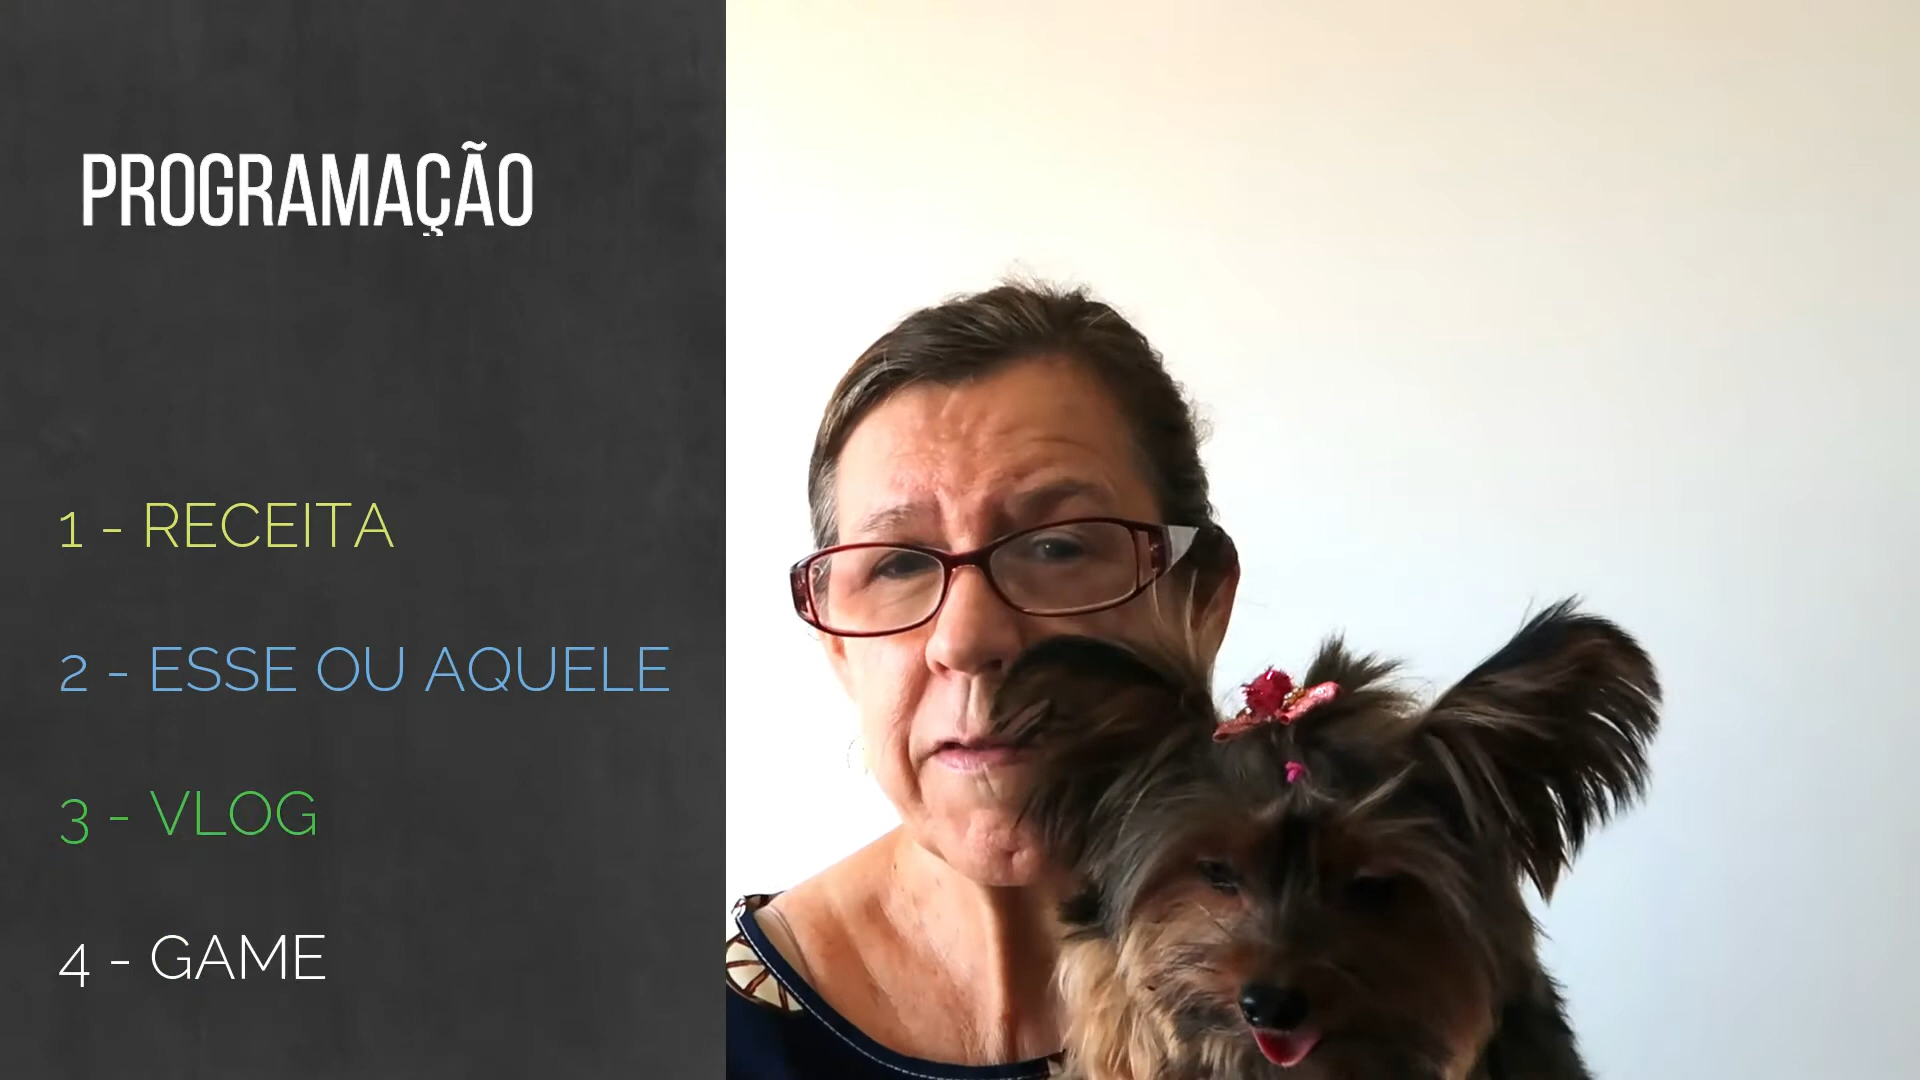 PROGRAMAÇÃO
1 - RECEITA
2 - ESSE OU AQUELE
3 - VLOG
4 - GAME